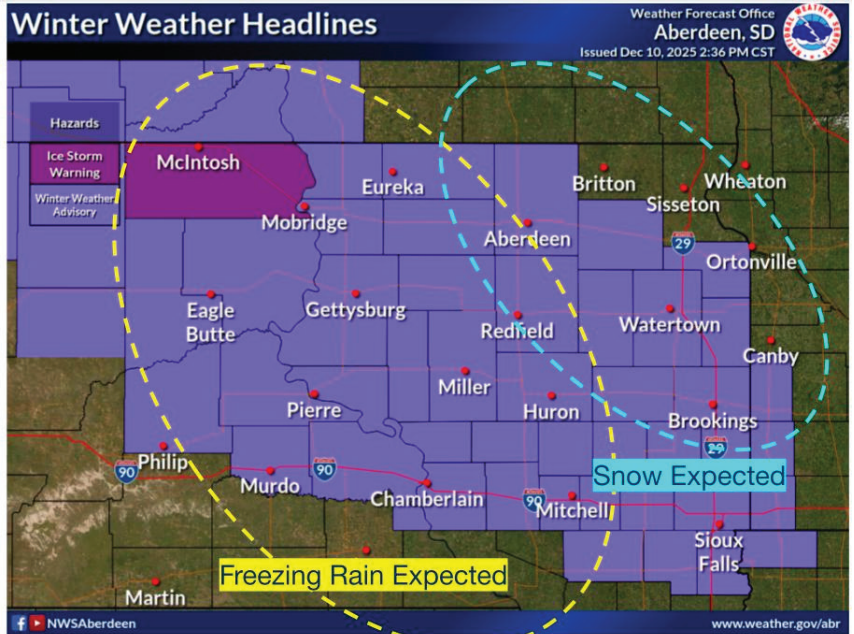 Winter Weather Headlines
Weather Forecast Office
Aberdeen, SD
Issued Dec 10, 2025 2:36 PM CST
NATIONAL WEATHER SERVICE
Hazards
Ice Storm
Warning
Winter Weather
Advisory
McIntosh
Mobridge
Eureka
Aberdeen
Britton
Sisseton
Wheaton
29
Ortonville
Eagle
Butte
Gettysburg
Redfield
Watertown
Canby
Miller
Pierre
Huron
Brookings
29
Philip
90
Murdo
90
Chamberlain
90
Mitchell
Snow Expected
Sioux
Falls
Freezing Rain Expected
Martin
NWSAberdeen
www.weather.gov/abr